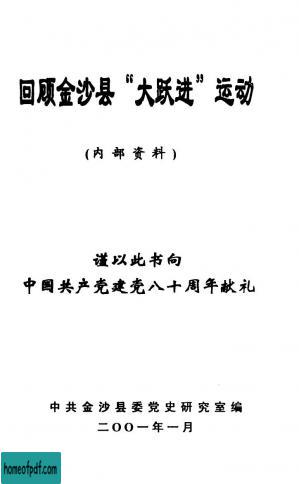 回顾金沙县“大跃进”运动
(内部资料)
谨以此书向
中国共产党建党八十周年献礼
中共金沙县委党史研究室编
二〇〇一年一月
homeofpdf.com